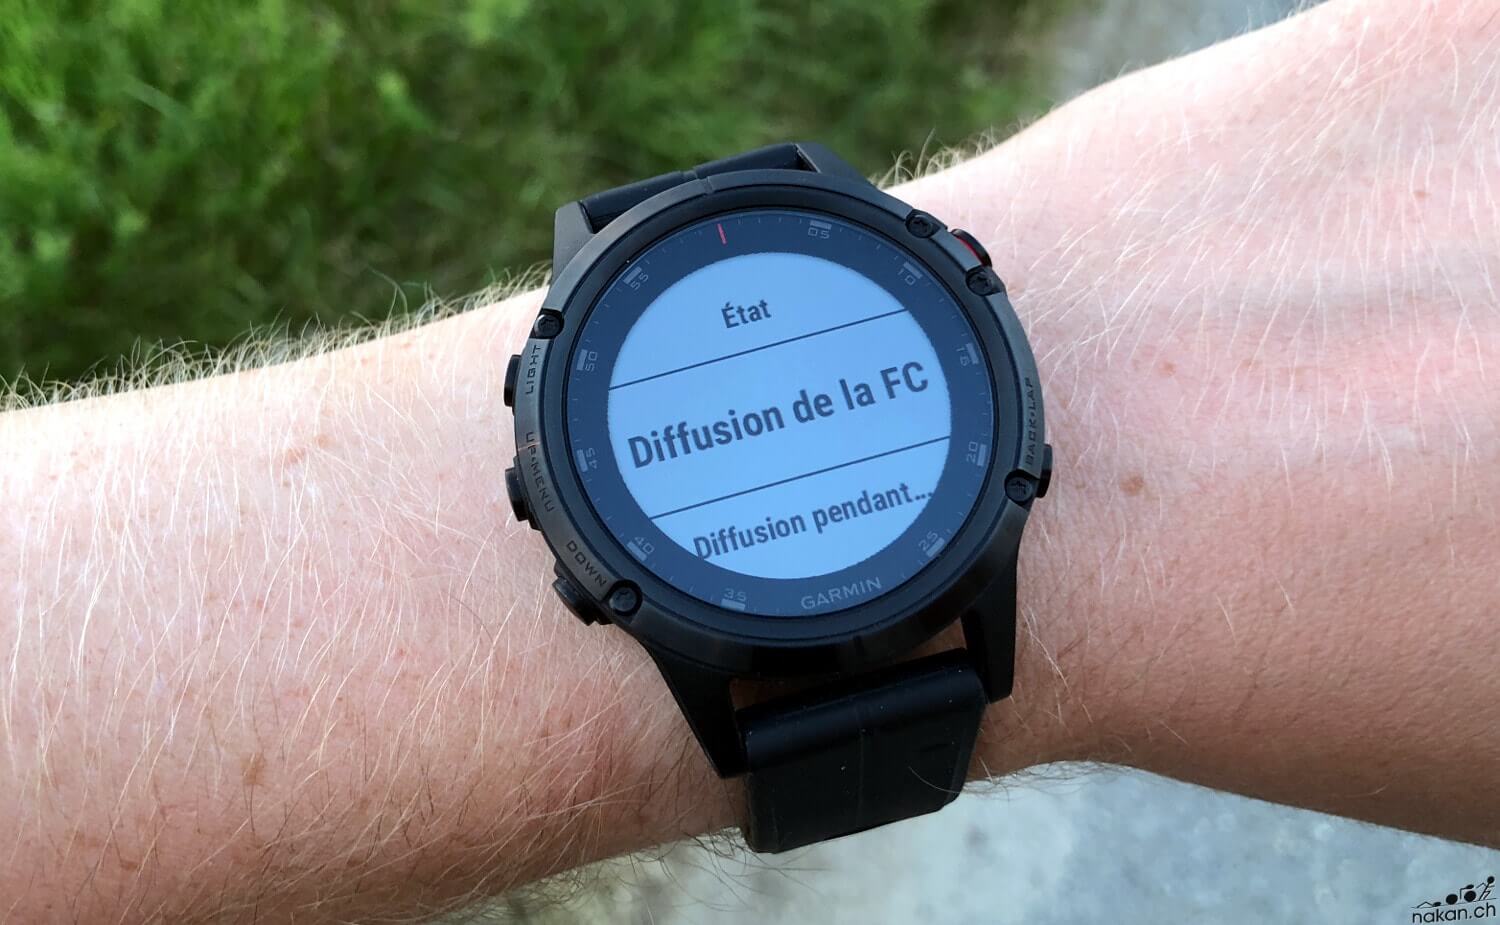 État
Diffusion de la FC
Diffusion pendant...
05
10
15
20
25
35
40
45
50
55
GARMIN
LIGHT
UP•MENU
DOWN
BACK•LAP
nakan.ch